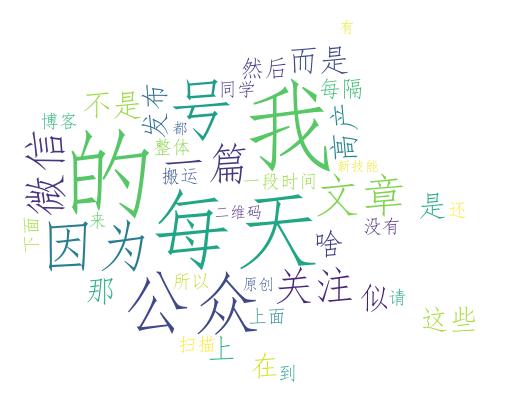 有
然后
而是
每隔
同学
号
我
不是
发布
博客
都
高产
整体
微信
的
一篇
搬运
新技能
一段时间
文章
二维码
是
还
下面
来
因为
每天
啥
没有
那
公众
所以
原创
关注
似
请
上面
这些
扫描
上
在
到